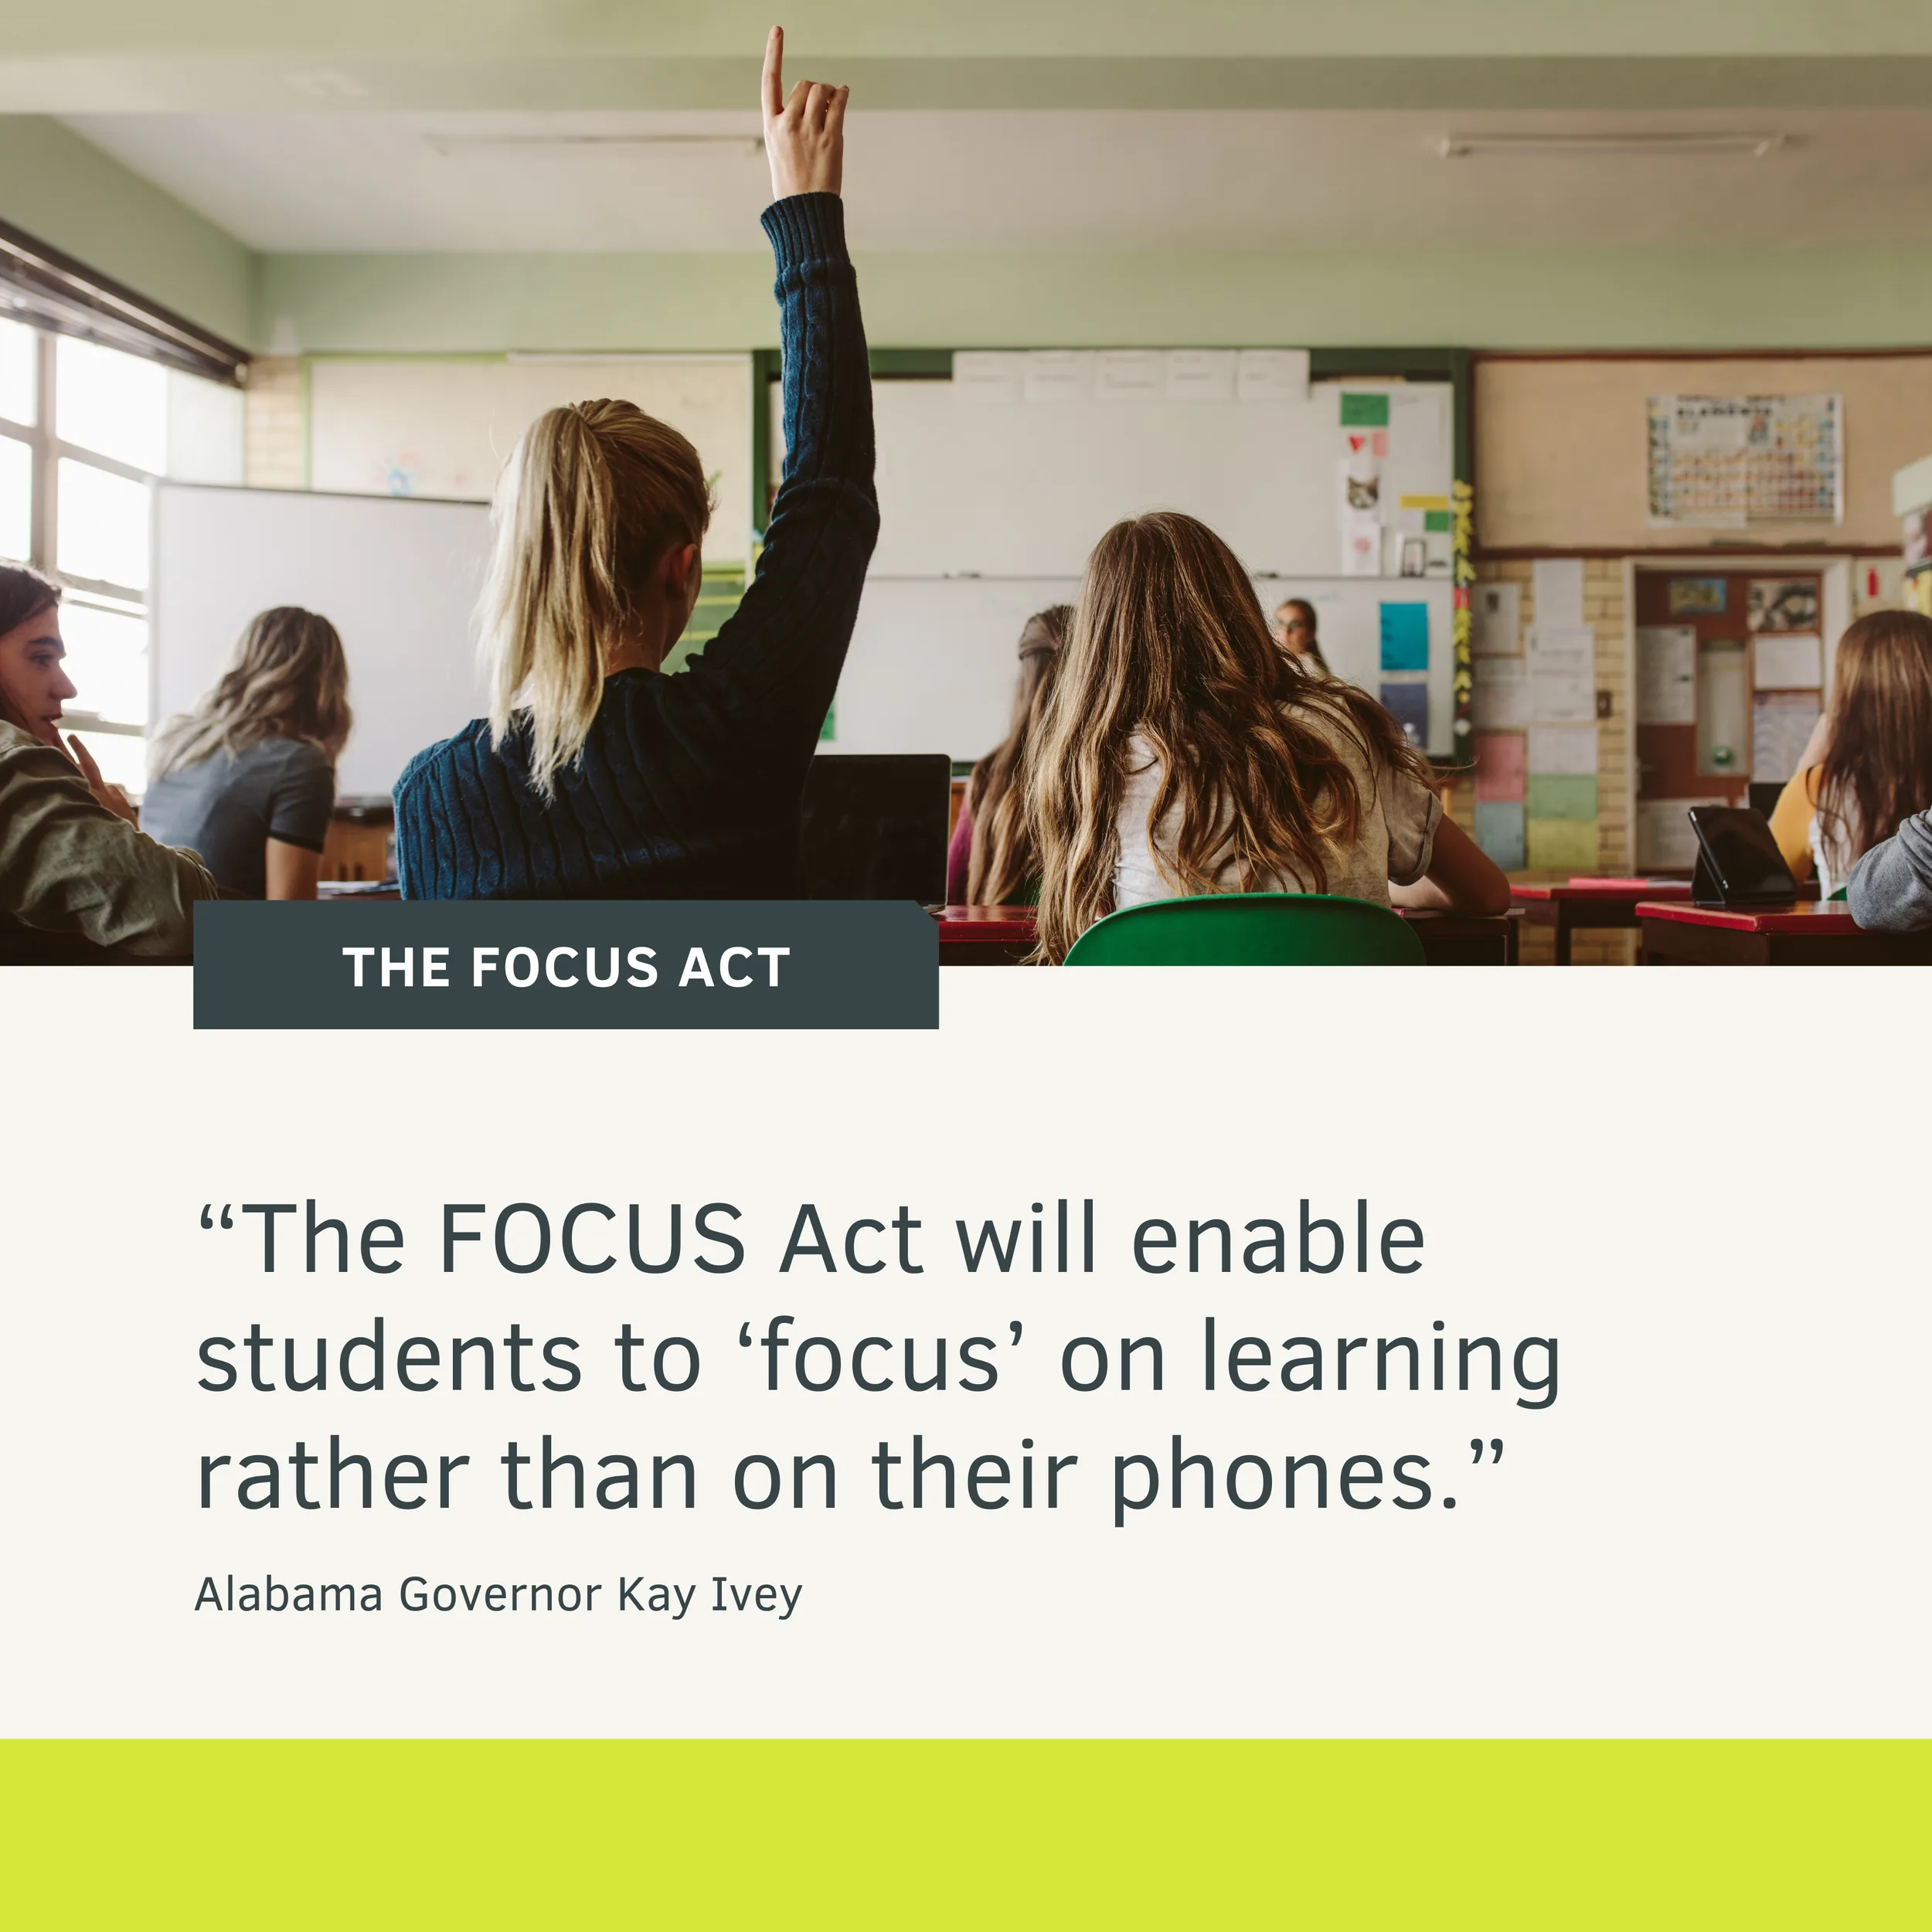 THE FOCUS ACT
“The FOCUS Act will enable
students to ‘focus’ on learning
rather than on their phones.”
Alabama Governor Kay Ivey